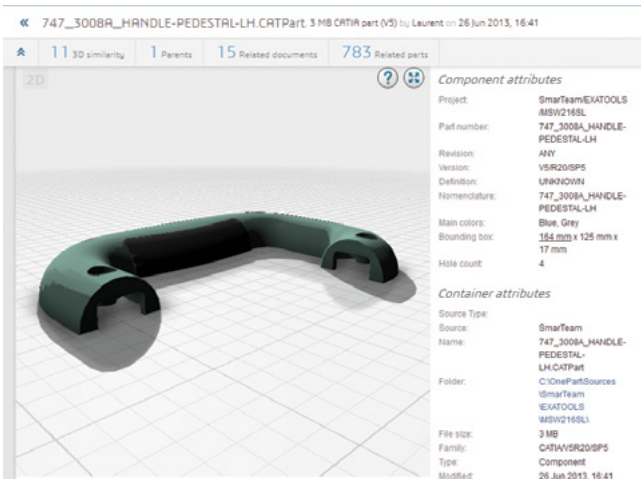 « 747_3008A_HANDLE-PEDESTAL-LH.CATPart, 3 MB CATIA part (V5) by Laurent on 26 Jun 2013, 16:41
11 3D similarity 1 Parents 15 Related documents 783 Related parts
2D ?
Component attributes
Project: SmarTeam/EXATOOLS
/MSW216SL
Part number: 747_3008A_HANDLE-
PEDESTAL-LH
Revision: ANY
Version: V5/R20/SP5
Definition: UNKNOWN
Nomenclature: 747_3008A_HANDLE-
PEDESTAL-LH
Main colors: Blue, Grey
Bounding box: 164 mm x 125 mm x
17 mm
Hole count: 4
Container attributes
Source Type:
Source: SmarTeam
Name: 747_3008A_HANDLE-
PEDESTAL-
LH.CATPart
Folder: C:\OnePart\Sources
\SmarTeam
\EXATOOLS
\MSW216SL\
File size: 3 MB
Family: CATIA/V5R20/SP5
Type: Component
Modified: 26 Jun 2013, 16:41